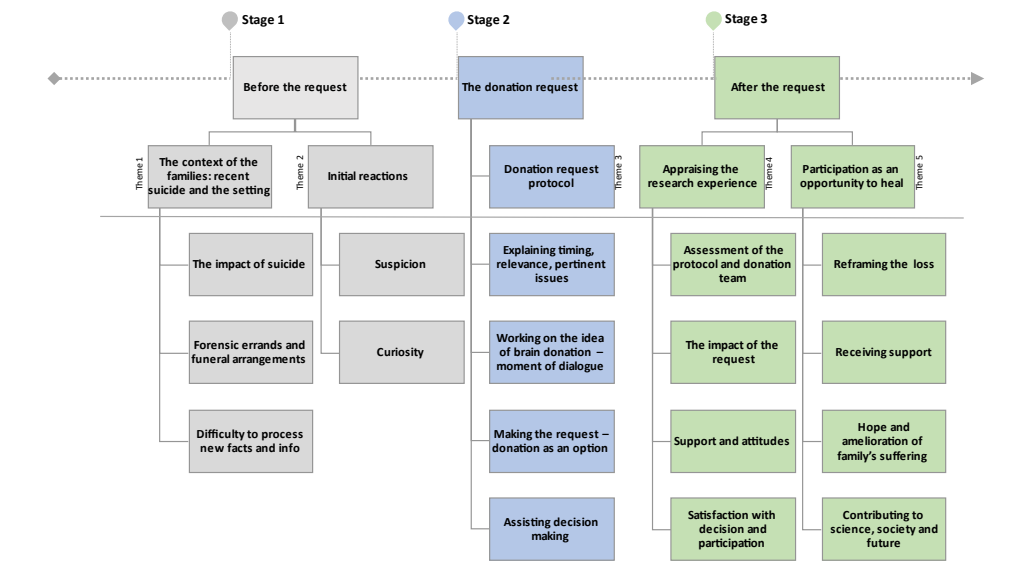 Stage 1
Stage 2
Stage 3
Before the request
The donation request
After the request
Theme 1
The context of the
families: recent
suicide and the setting
Theme 2
Initial reactions
Donation request
protocol
Theme 3
Appraising the
research experience
Theme 4
Participation as an
opportunity to heal
Theme 5
The impact of suicide
Suspicion
Explaining timing,
relevance, pertinent
issues
Assessment of the
protocol and donation
team
Reframing the loss
Forensic errands and
funeral arrangements
Curiosity
Working on the idea
of brain donation –
moment of dialogue
The impact of the
request
Receiving support
Difficulty to process
new facts and info
Making the request –
donation as an option
Support and attitudes
Hope and
amelioration of
family's suffering
Assisting decision
making
Satisfaction with
decision and
participation
Contributing to
science, society and
future